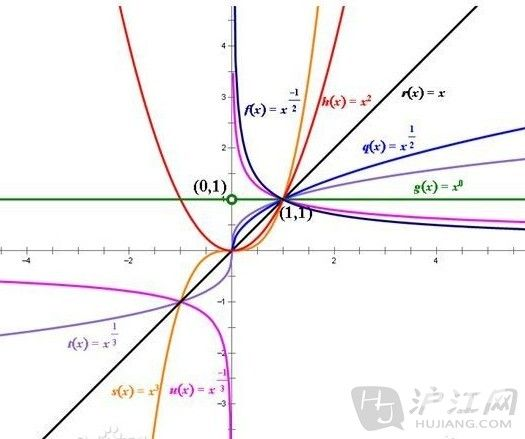 4
f(x) = x^{-1/2}
h(x) = x²
r(x) = x
3
2
q(x) = x^{1/2}
(0,1)
g(x) = x⁰
(1,1)
-4
-2
2
4
-1
t(x) = x^{1/3}
-2
s(x) = x³
u(x) = x^{-1/3}
-3
沪江网
HUJIANG.COM